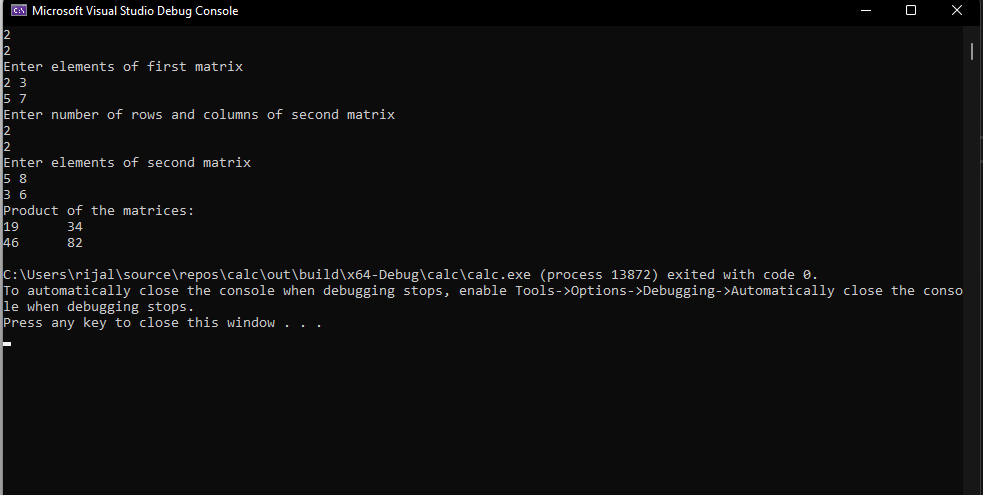 Microsoft Visual Studio Debug Console
2
2
Enter elements of first matrix
2 3
5 7
Enter number of rows and columns of second matrix
2
2
Enter elements of second matrix
5 8
3 6
Product of the matrices:
19      34
46      82

C:\Users\rijal\source\repos\calc\out\build\x64-Debug\calc\calc.exe (process 13872) exited with code 0.
To automatically close the console when debugging stops, enable Tools->Options->Debugging->Automatically close the conso
le when debugging stops.
Press any key to close this window . . .